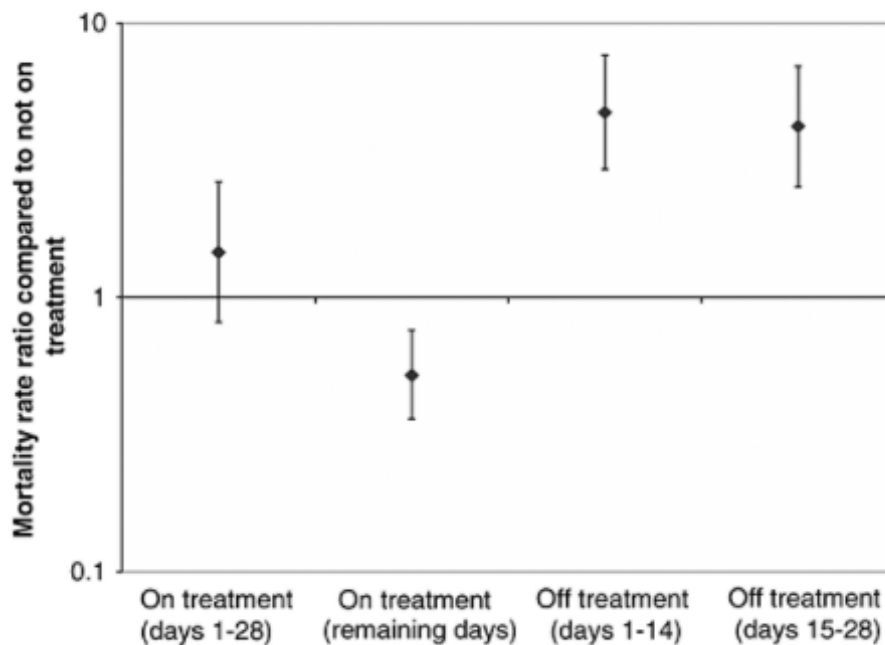 Mortality rate ratio compared to not on
treatment
10
1
0.1
On treatment
(days 1-28)
On treatment
(remaining days)
Off treatment
(days 1-14)
Off treatment
(days 15-28)